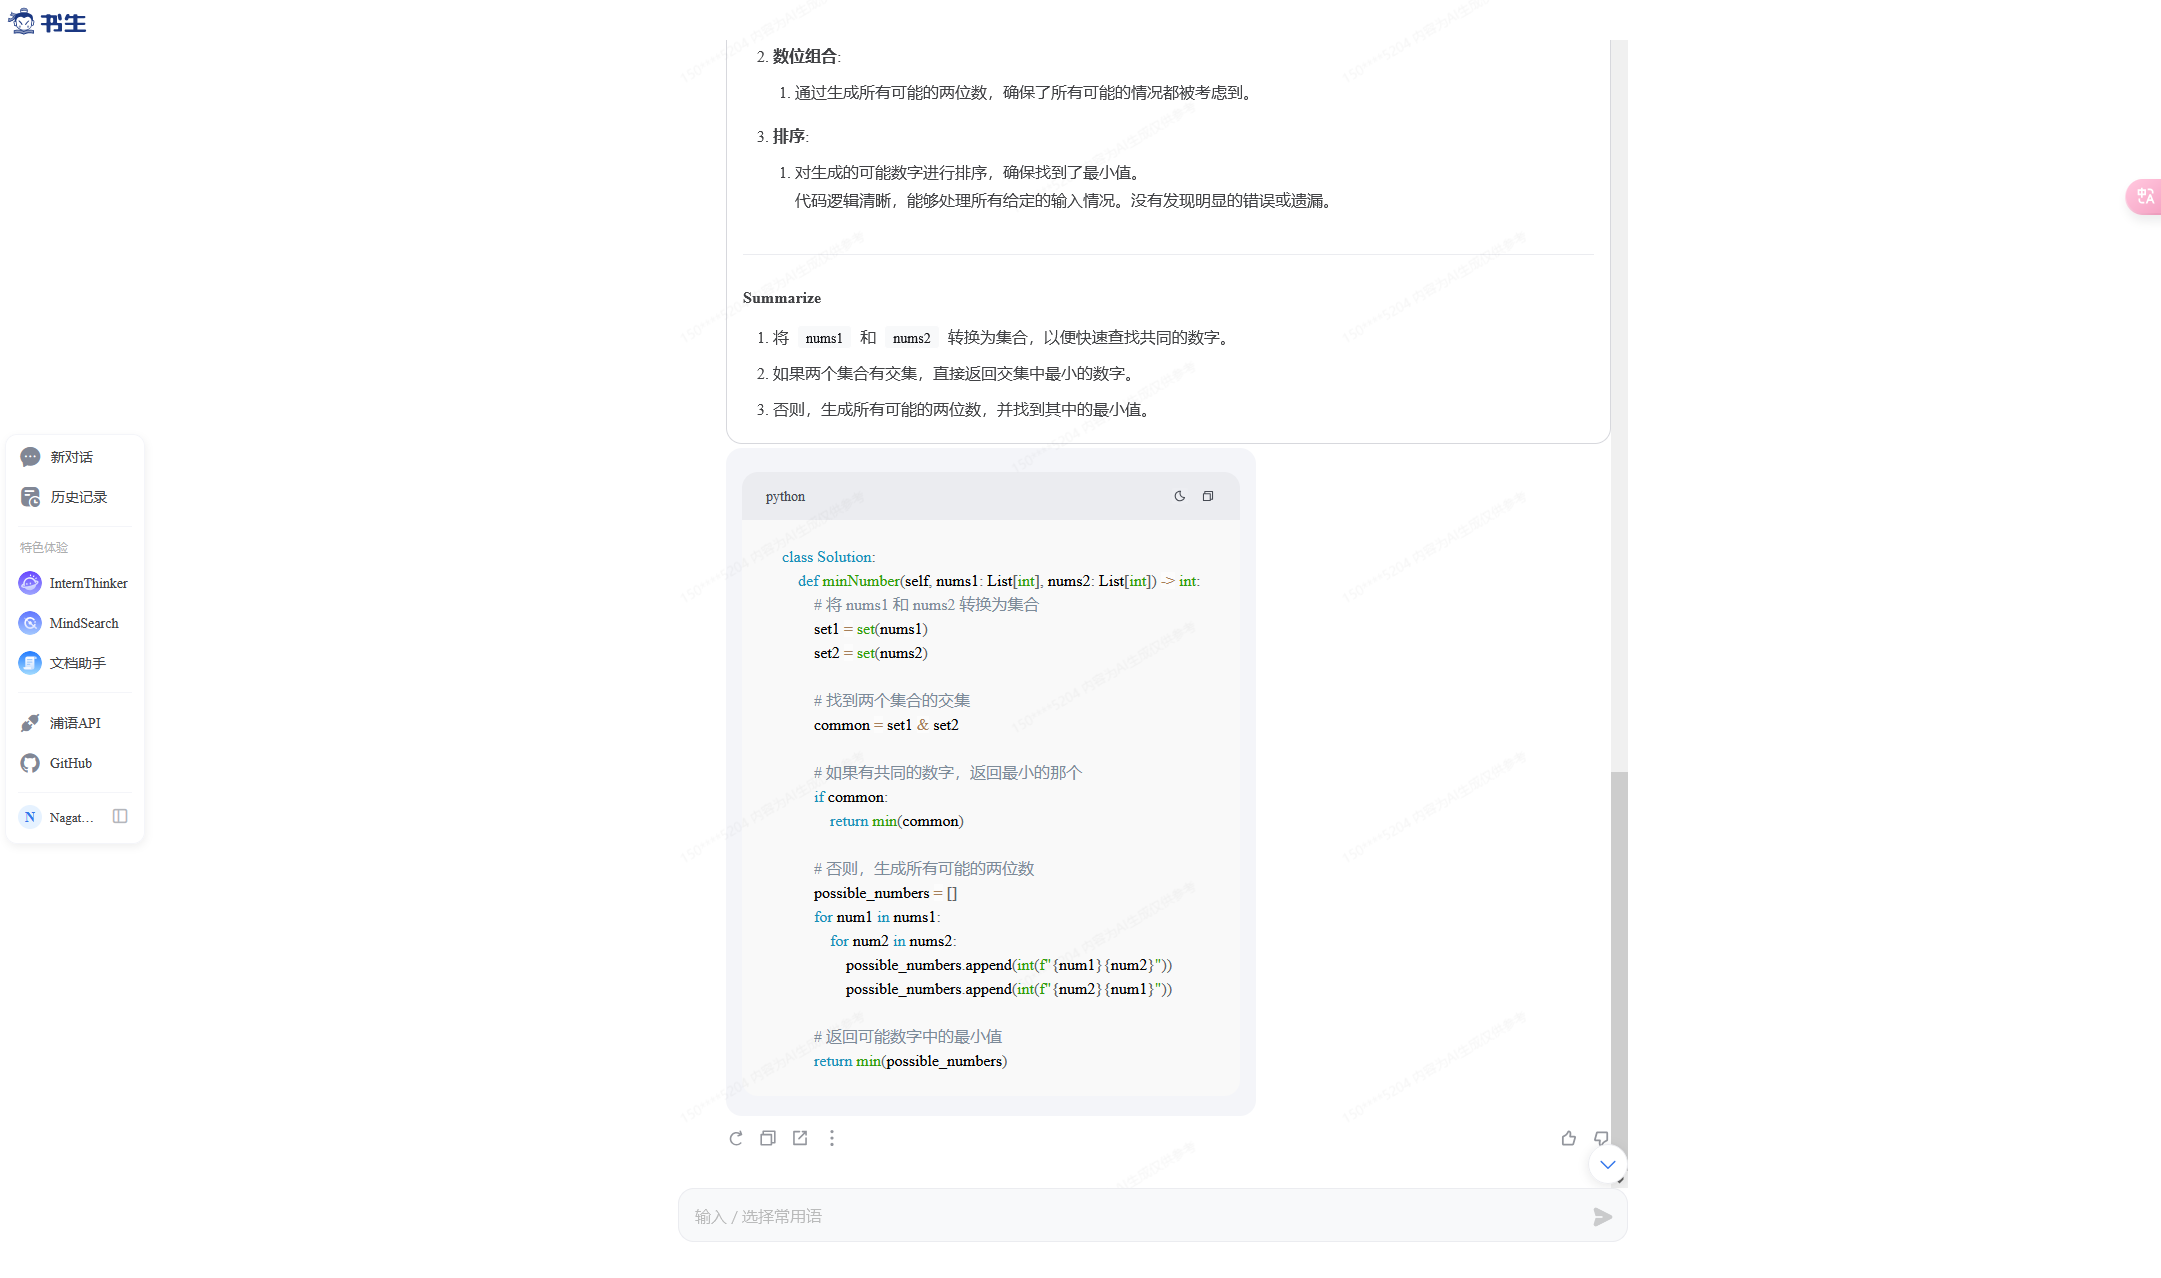 书生
2. 数位组合:
1. 通过生成所有可能的两位数，确保了所有可能的情况都被考虑到。
3. 排序:
1. 对生成的可能数字进行排序，确保找到了最小值。
代码逻辑清晰，能够处理所有给定的输入情况。没有发现明显的错误或遗漏。
Summarize
1. 将 nums1 和 nums2 转换为集合，以便快速查找共同的数字。
2. 如果两个集合有交集，直接返回交集中最小的数字。
3. 否则，生成所有可能的两位数，并找到其中的最小值。
新对话
历史记录
特色体验
InternThinker
MindSearch
文档助手
浦语API
GitHub
N Nagat...
python
class Solution:
def minNumber(self, nums1: List[int], nums2: List[int]) -> int:
# 将 nums1 和 nums2 转换为集合
set1 = set(nums1)
set2 = set(nums2)
# 找到两个集合的交集
common = set1 & set2
# 如果有共同的数字，返回最小的那个
if common:
return min(common)
# 否则，生成所有可能的两位数
possible_numbers = []
for num1 in nums1:
for num2 in nums2:
possible_numbers.append(int(f"{num1}{num2}"))
possible_numbers.append(int(f"{num2}{num1}"))
# 返回可能数字中的最小值
return min(possible_numbers)
输入 / 选择常用语
150****5204 内容为AI生成仅供参考